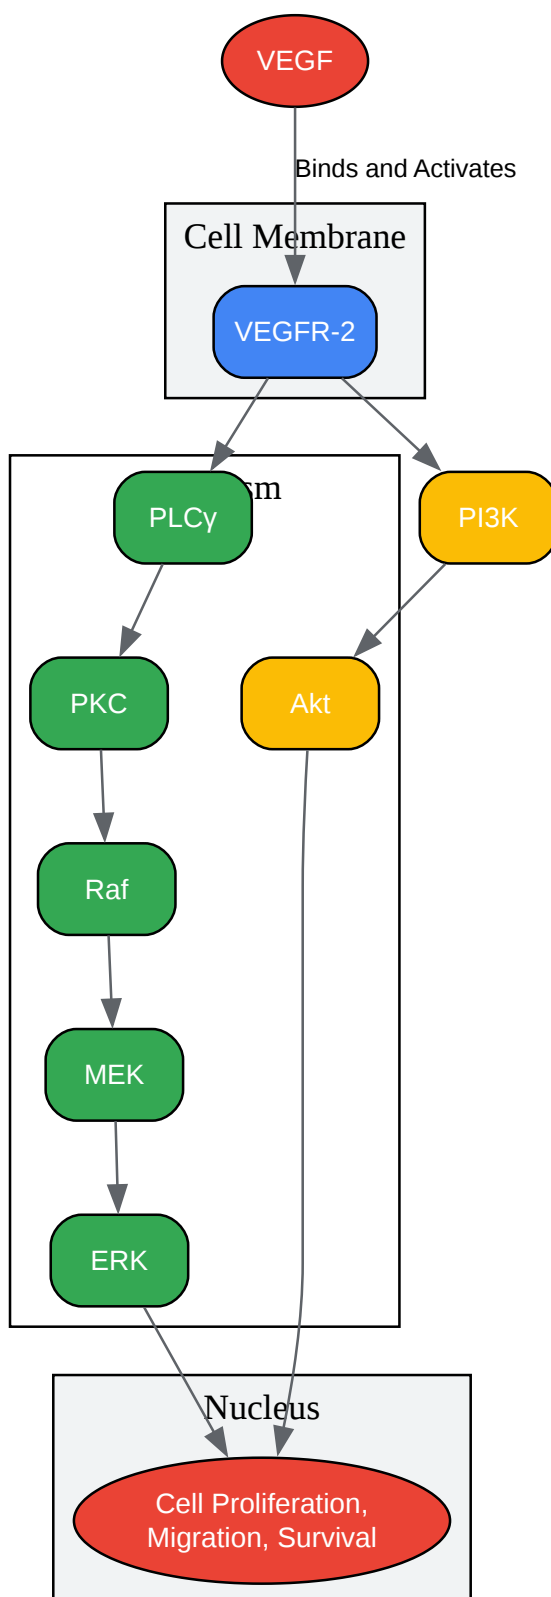 VEGF
Binds and Activates
Cell Membrane
VEGFR-2
PLCγ
PI3K
PKC
Akt
Raf
MEK
ERK
Nucleus
Cell Proliferation,
Migration, Survival